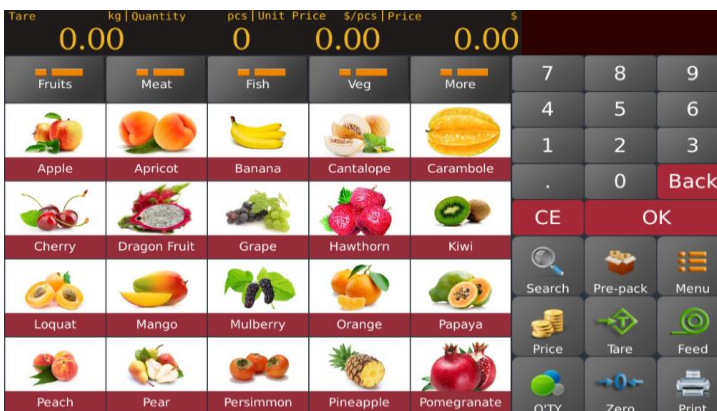 Tare kg|Quantity pcs|Unit Price $/pcs|Price $
0.00 0 0.00 0.00
Fruits Meat Fish Veg More 7 8 9
4 5 6
Apple Apricot Banana Cantalope Carambole 1 2 3
. 0 Back
CE OK
Cherry Dragon Fruit Grape Hawthorn Kiwi
Search Pre-pack Menu
Loquat Mango Mulberry Orange Papaya
Price Tare Feed
Peach Pear Persimmon Pineapple Pomegranate
Q'TY Zero Print